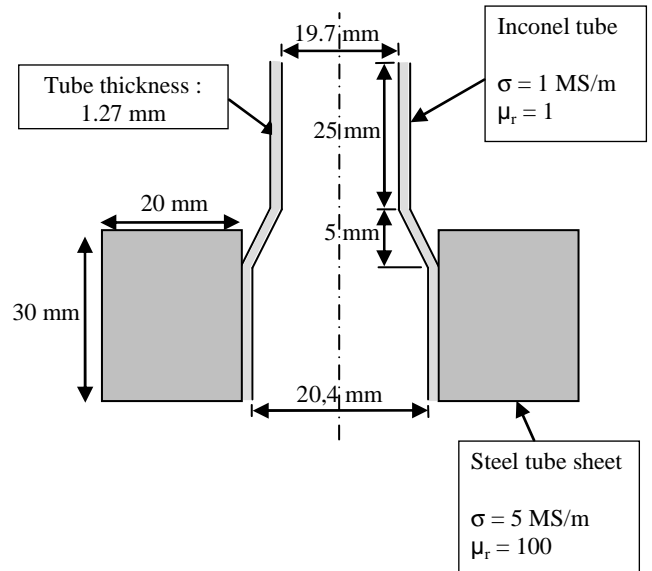 19.7 mm
Inconel tube
σ = 1 MS/m
μr = 1
Tube thickness :
1.27 mm
25 mm
20 mm
5 mm
30 mm
20,4 mm
Steel tube sheet
σ = 5 MS/m
μr = 100